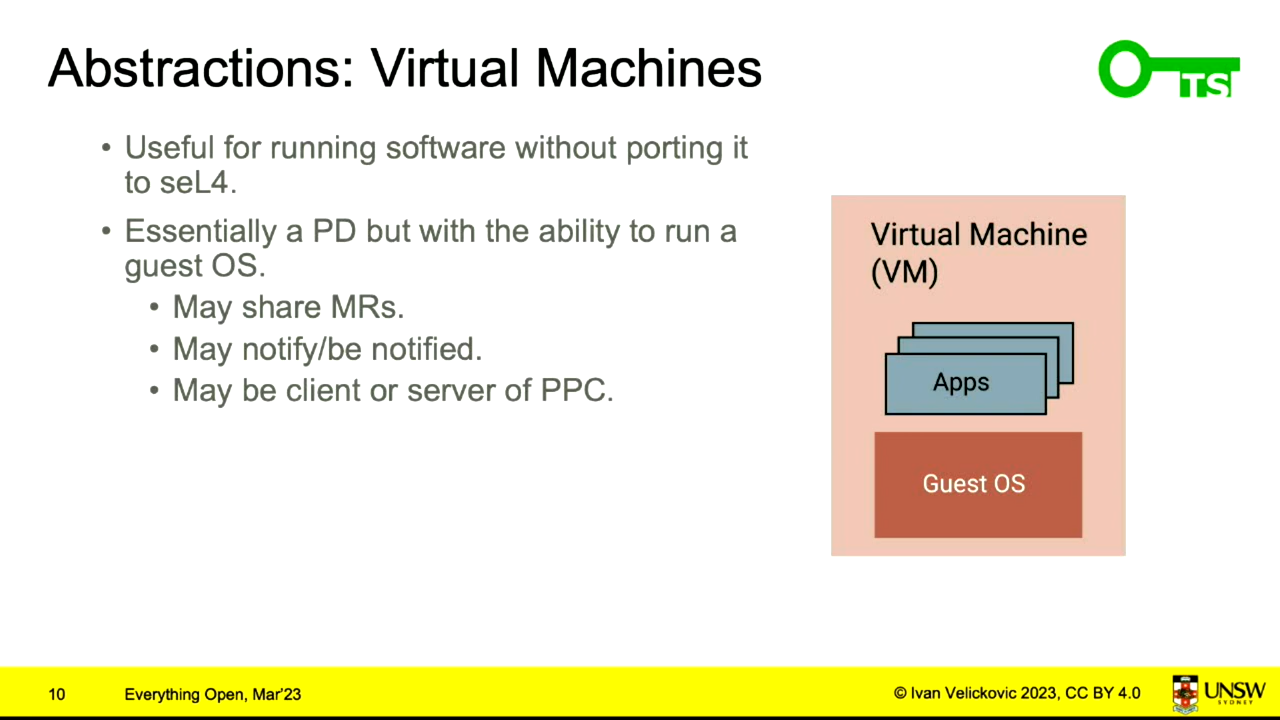 Abstractions: Virtual Machines
TS
• Useful for running software without porting it
to seL4.
• Essentially a PD but with the ability to run a
guest OS.
• May share MRs.
• May notify/be notified.
• May be client or server of PPC.
Virtual Machine
(VM)
Apps
Guest OS
10
Everything Open, Mar'23
© Ivan Velickovic 2023, CC BY 4.0
UNSW
SYDNEY